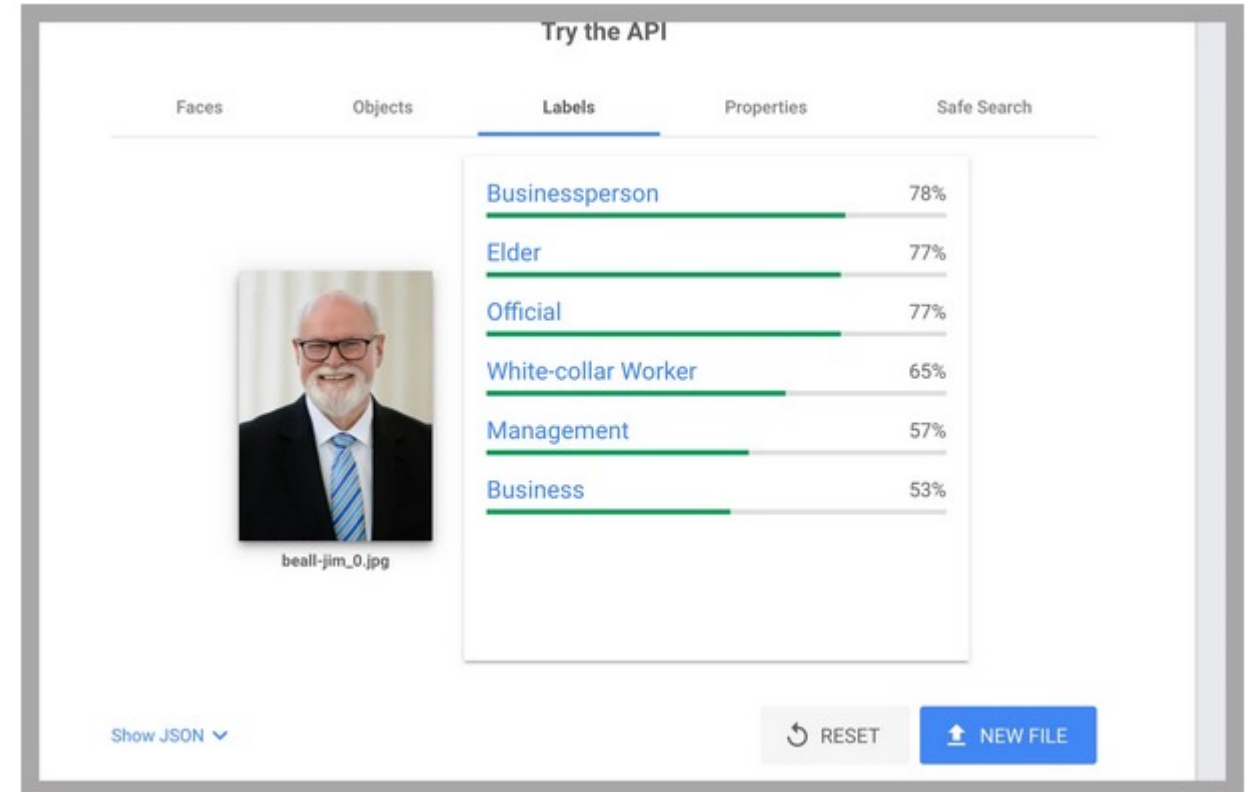 Try the API
Faces Objects Labels Properties Safe Search
Businessperson 78%
Elder 77%
Official 77%
White-collar Worker 65%
Management 57%
Business 53%
beall-jim_0.jpg
Show JSON RESET NEW FILE